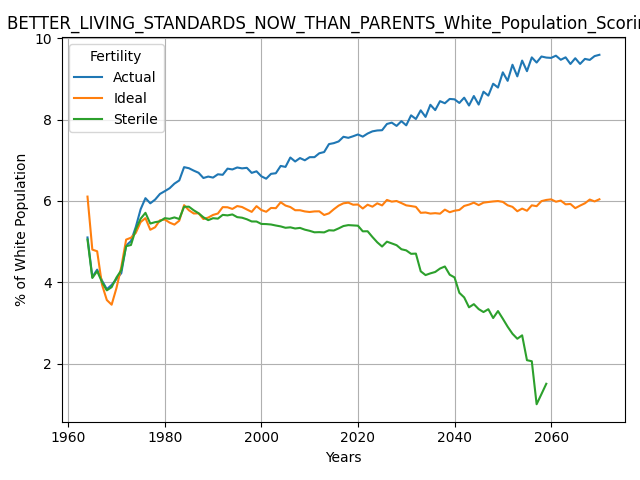 BETTER_LIVING_STANDARDS_NOW_THAN_PARENTS_White_Population_Scorin
Fertility
Actual
Ideal
Sterile
% of White Population
10
8
6
4
2
1960 1980 2000 2020 2040 2060
Years